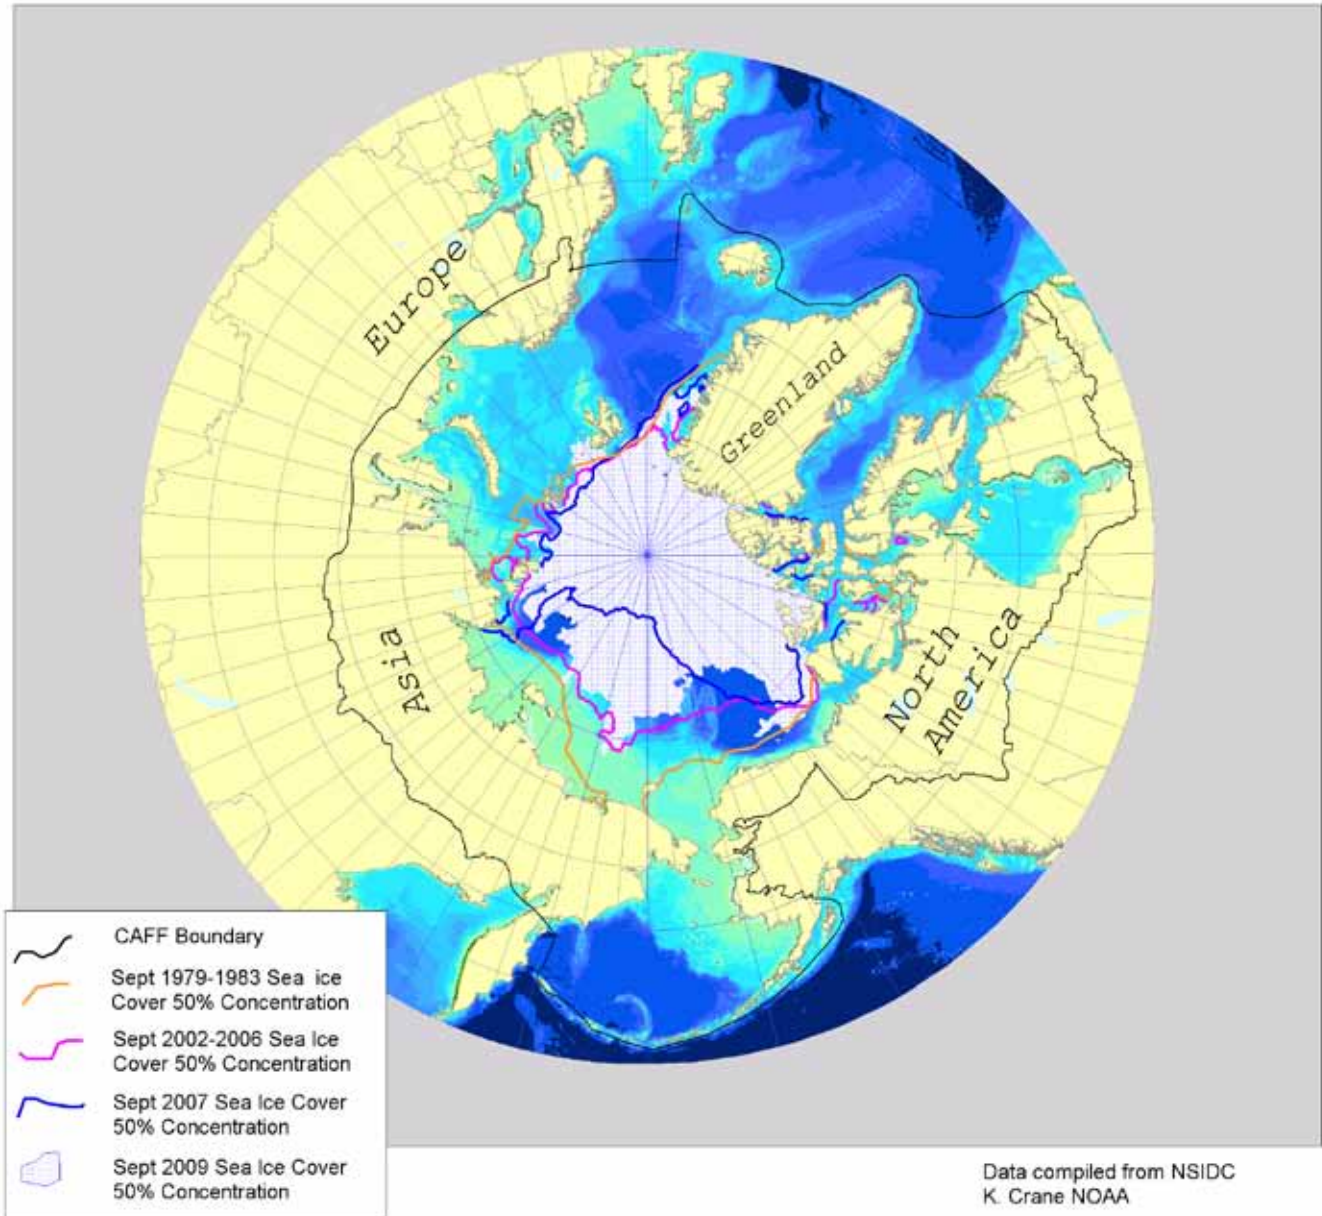 Europe
Greenland
Asia
North
America
CAFF Boundary
Sept 1979-1983 Sea ice
Cover 50% Concentration
Sept 2002-2006 Sea Ice
Cover 50% Concentration
Sept 2007 Sea Ice Cover
50% Concentration
Sept 2009 Sea Ice Cover
50% Concentration
Data compiled from NSIDC
K. Crane NOAA